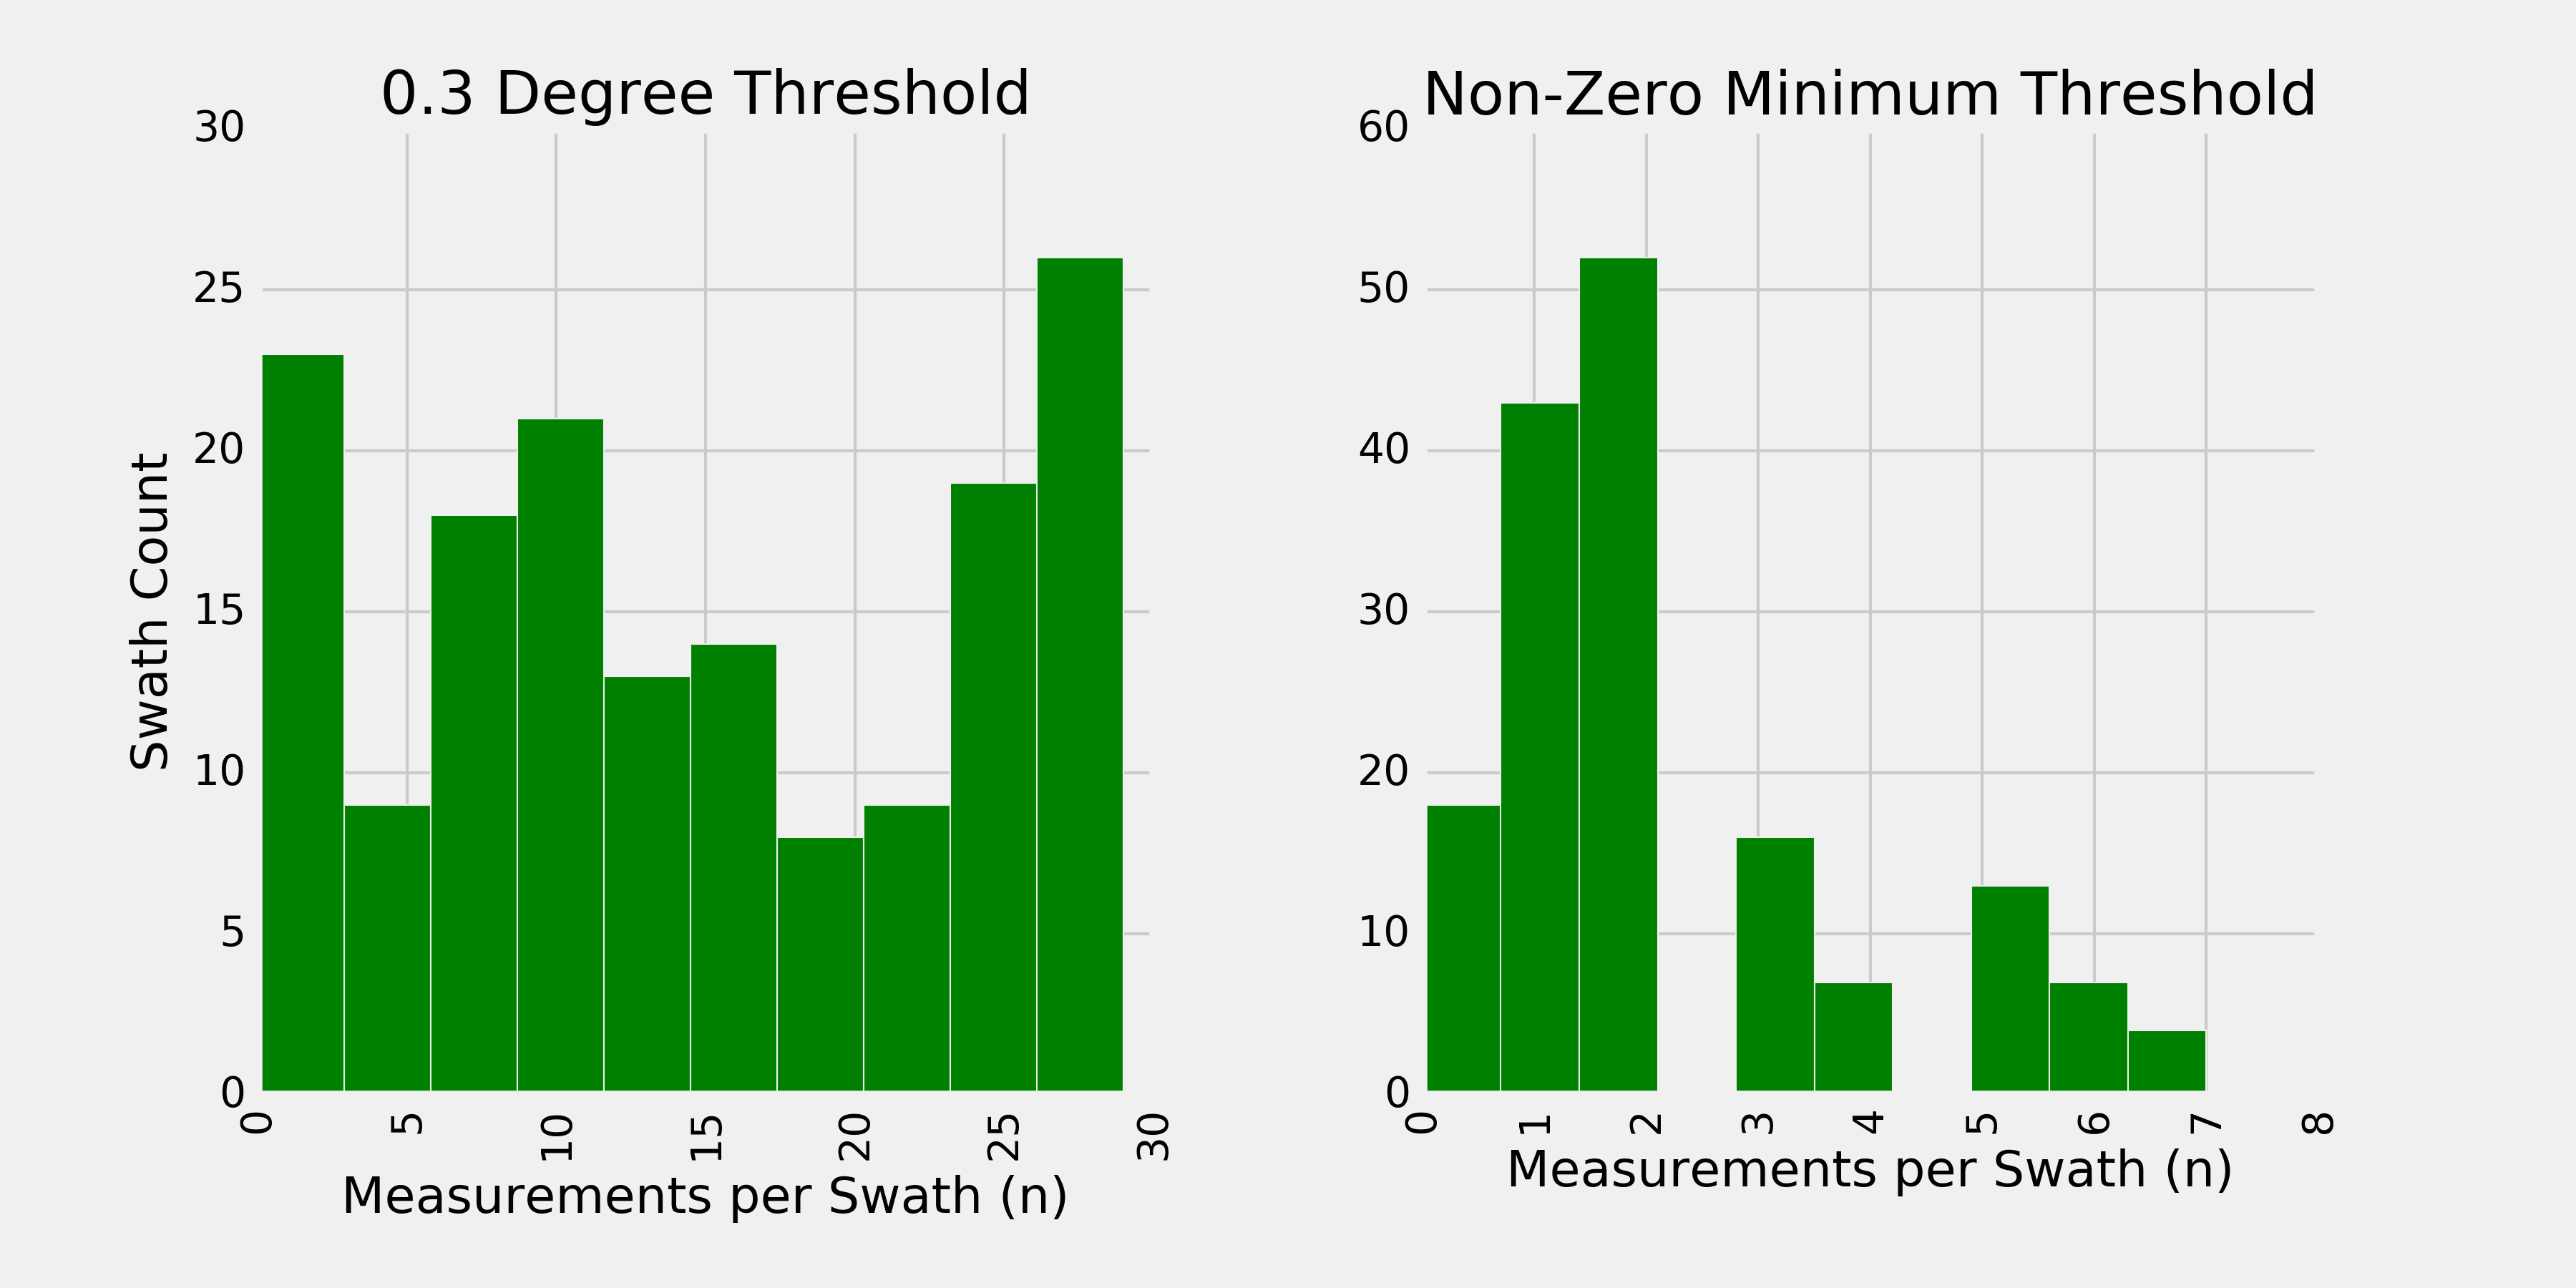 0.3 Degree Threshold
30
25
20
15
10
5
0
Swath Count
0 5 10 15 20 25 30
Measurements per Swath (n)
Non-Zero Minimum Threshold
60
50
40
30
20
10
0
0 1 2 3 4 5 6 7 8
Measurements per Swath (n)